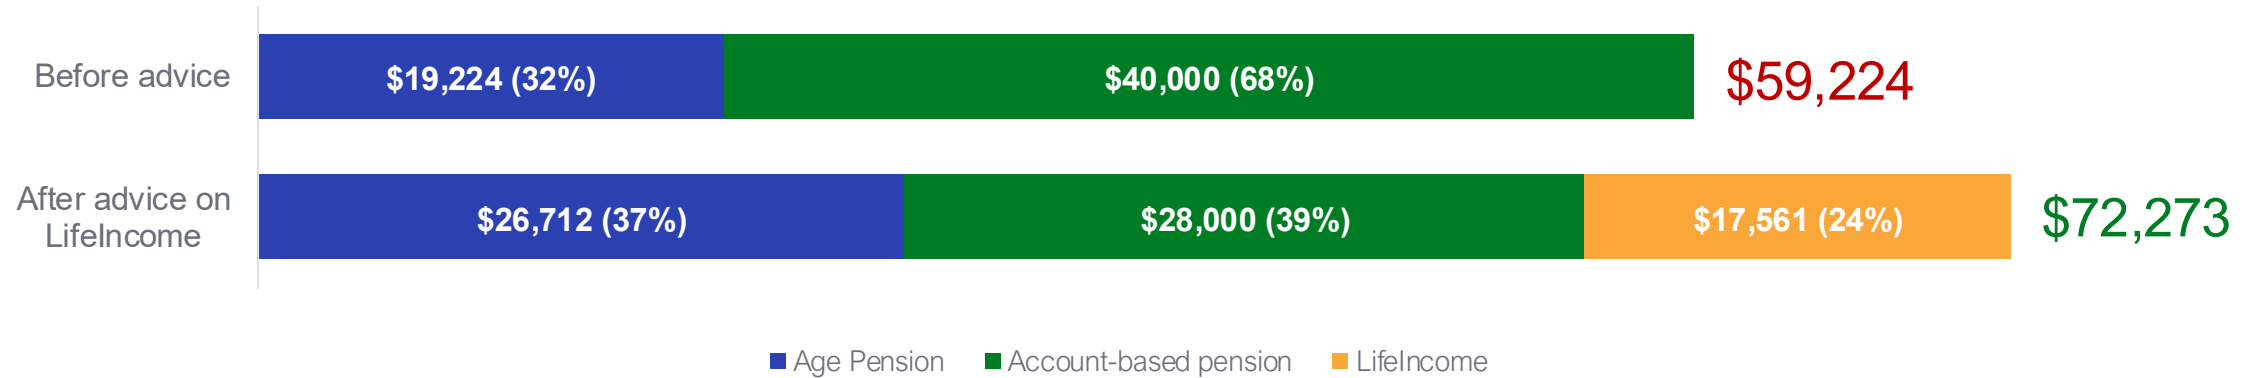 Before advice
$19,224 (32%)
$40,000 (68%)
$59,224
After advice on
LifeIncome
$26,712 (37%)
$28,000 (39%)
$17,561 (24%)
$72,273
Age Pension
Account-based pension
LifeIncome